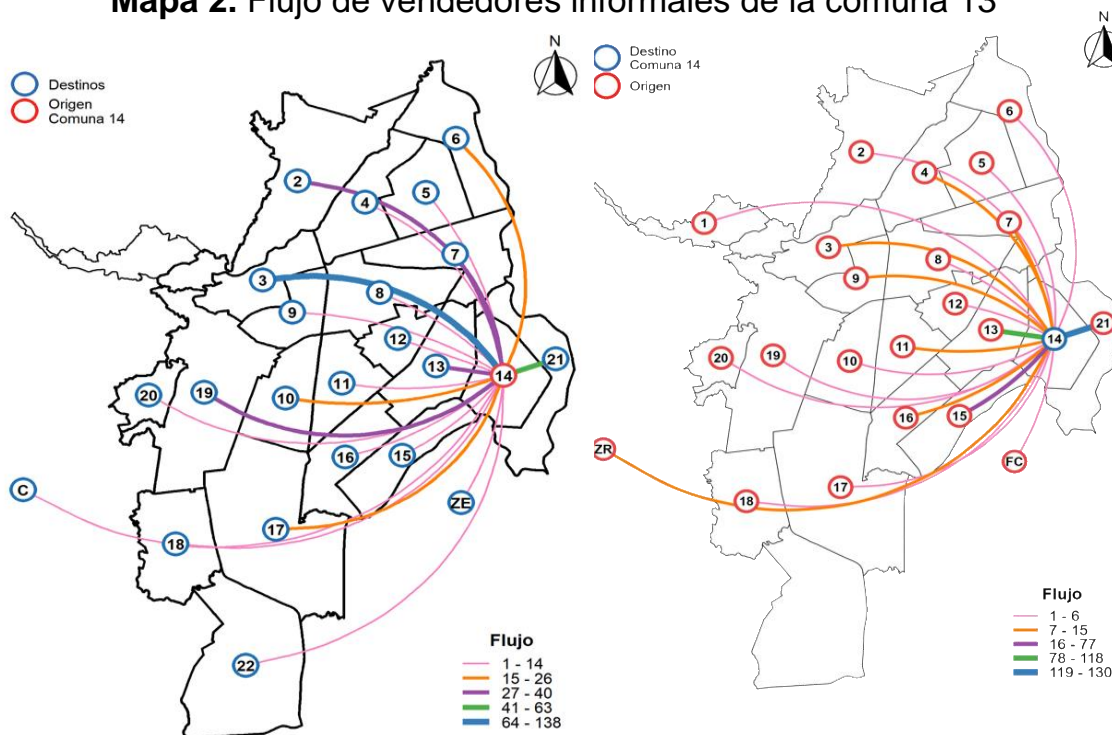 Mapa 2. Flujo de vendedores informales de la comuna 13
N
Destinos
Origen
Comuna 14
6
2
5
4
7
3
8
9
12
13
21
14
11
10
19
20
16
15
C
ZE
17
18
22
Flujo
1 - 14
15 - 26
27 - 40
41 - 63
64 - 138
N
Destino
Comuna 14
Origen
6
2
5
4
1
7
3
8
9
12
21
13
14
11
10
19
20
16
15
ZR
FC
17
18
Flujo
1 - 6
7 - 15
16 - 77
78 - 118
119 - 130